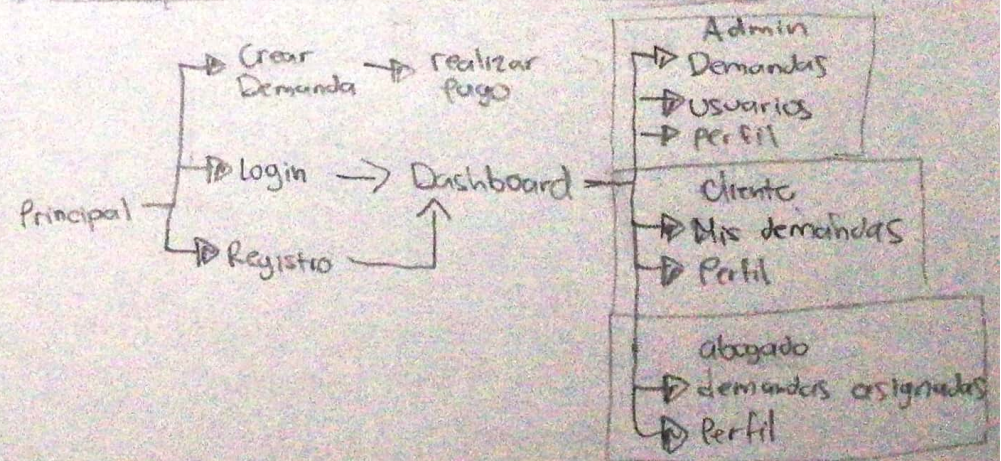 Principal
Crear
Demanda
realizar
pago
Login
Dashboard
Registro
Admin
Demandas
usuarios
perfil
cliente
Mis demandas
Perfil
abogado
demandas asignadas
Perfil